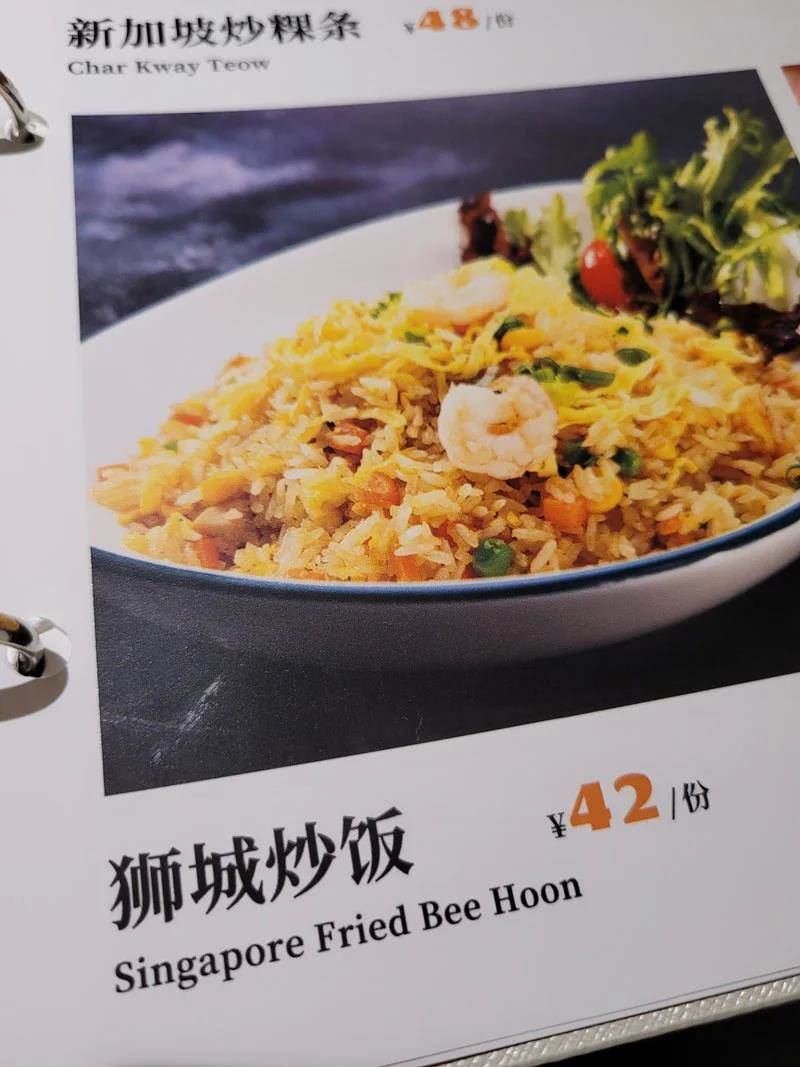 新加坡炒粿条 ¥48/份
Char Kway Teow
狮城炒饭 ¥42/份
Singapore Fried Bee Hoon